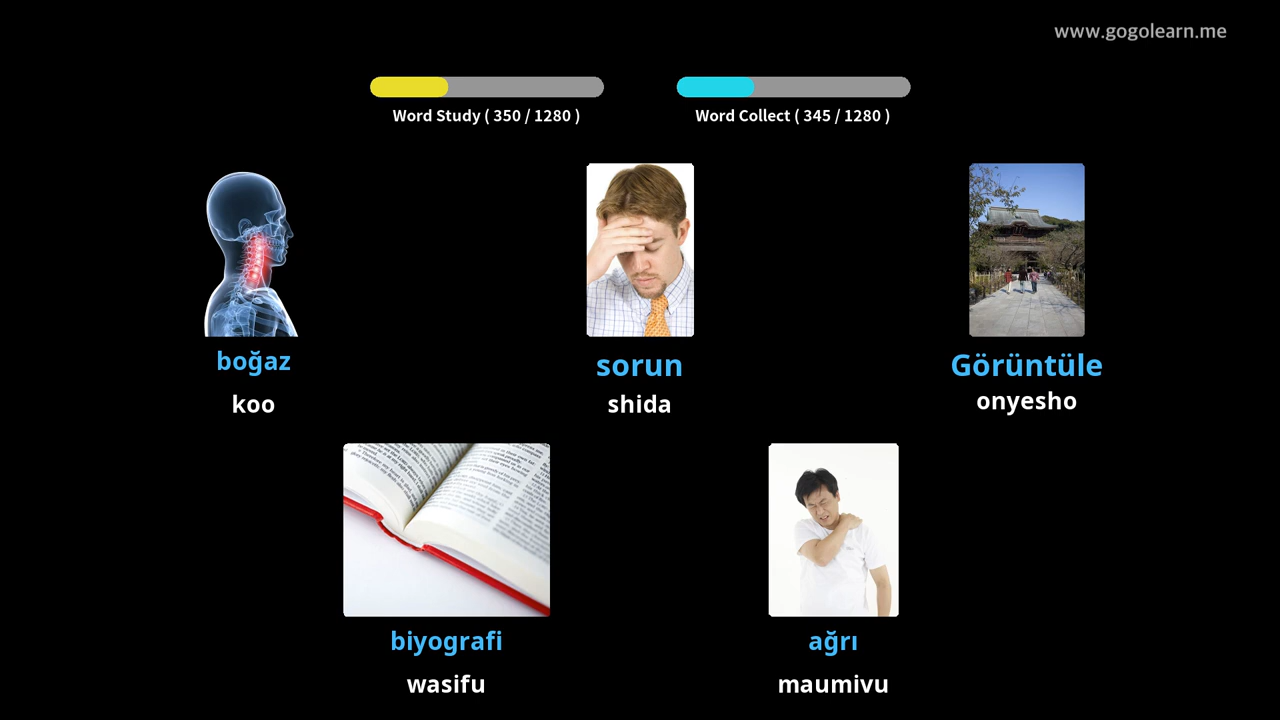 www.gogolearn.me
Word Study ( 350 / 1280 )
Word Collect ( 345 / 1280 )
boğaz
koo
sorun
shida
Görüntüle
onyesho
biyografi
wasifu
ağrı
maumivu